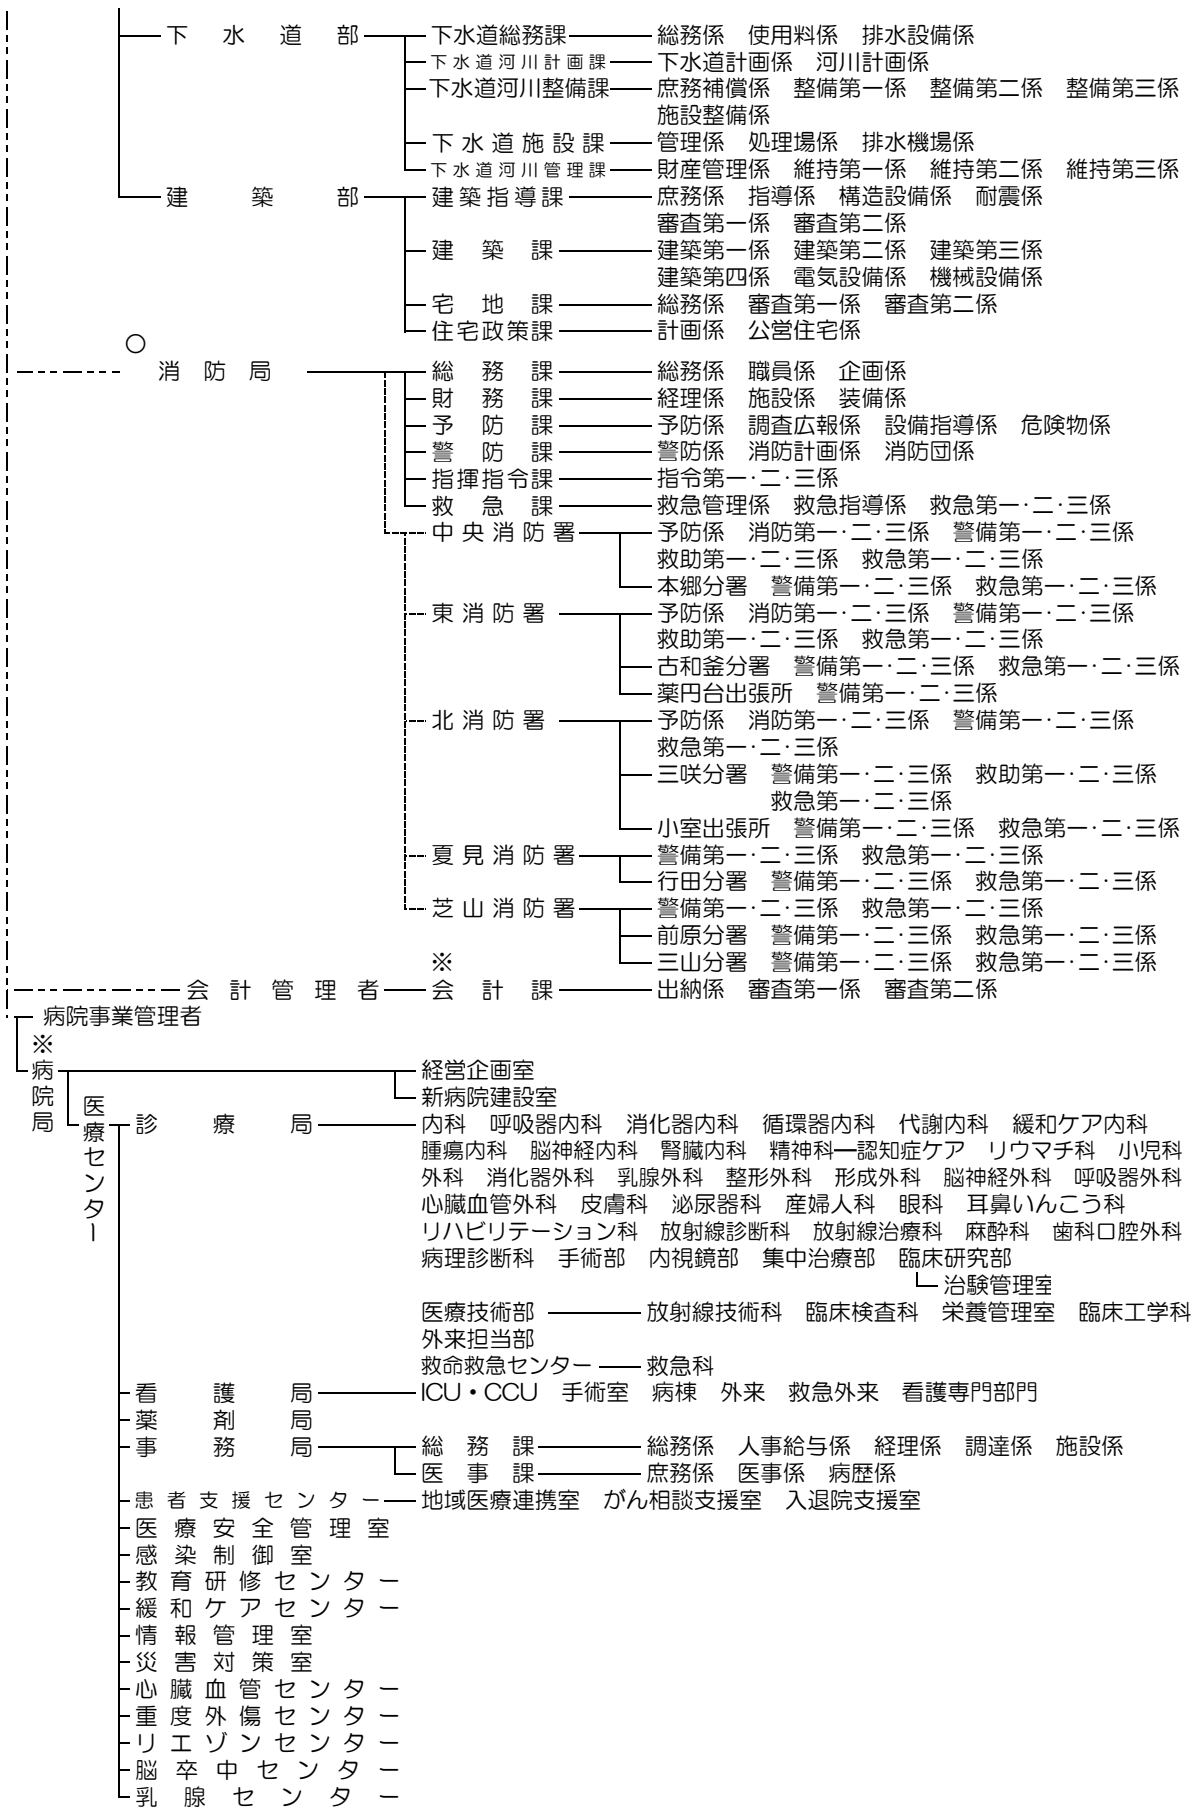 下水道部 下水道総務課 総務係 使用料係 排水設備係
下水道河川計画課 下水道計画係 河川計画係
下水道河川整備課 庶務補償係 整備第一係 整備第二係 整備第三係
施設整備係
下水道施設課 管理係 処理場係 排水機場係
下水道河川管理課 財産管理係 維持第一係 維持第二係 維持第三係
建築部 建築指導課 庶務係 指導係 構造設備係 耐震係
審査第一係 審査第二係
建築課 建築第一係 建築第二係 建築第三係
建築第四係 電気設備係 機械設備係
宅地課 総務係 審査第一係 審査第二係
住宅政策課 計画係 公営住宅係
○
消防局 総務課 総務係 職員係 企画係
財務課 経理係 施設係 装備係
予防課 予防係 調査広報係 設備指導係 危険物係
警防課 警防係 消防計画係 消防団係
指揮指令課 指令第一・二・三係
救急課 救急管理係 救急指導係 救急第一・二・三係
中央消防署 予防係 消防第一・二・三係 警備第一・二・三係
救助第一・二・三係 救急第一・二・三係
本郷分署 警備第一・二・三係 救急第一・二・三係
東消防署 予防係 消防第一・二・三係 警備第一・二・三係
救助第一・二・三係 救急第一・二・三係
古和釜分署 警備第一・二・三係 救急第一・二・三係
薬円台出張所 警備第一・二・三係
北消防署 予防係 消防第一・二・三係 警備第一・二・三係
救急第一・二・三係
三咲分署 警備第一・二・三係 救助第一・二・三係
救急第一・二・三係
小室出張所 警備第一・二・三係 救急第一・二・三係
夏見消防署 警備第一・二・三係 救急第一・二・三係
行田分署 警備第一・二・三係 救急第一・二・三係
芝山消防署 警備第一・二・三係 救急第一・二・三係
前原分署 警備第一・二・三係 救急第一・二・三係
※ 三山分署 警備第一・二・三係 救急第一・二・三係
会計管理者 会計課 出納係 審査第一係 審査第二係
病院事業管理者
※病院局 経営企画室
新病院建設室
医療センター
診療局 内科 呼吸器内科 消化器内科 循環器内科 代謝内科 緩和ケア内科
腫瘍内科 脳神経内科 腎臓内科 精神科―認知症ケア リウマチ科 小児科
外科 消化器外科 乳腺外科 整形外科 形成外科 脳神経外科 呼吸器外科
心臓血管外科 皮膚科 泌尿器科 産婦人科 眼科 耳鼻いんこう科
リハビリテーション科 放射線診断科 放射線治療科 麻酔科 歯科口腔外科
病理診断科 手術部 内視鏡部 集中治療部 臨床研究部
治験管理室
医療技術部 放射線技術科 臨床検査科 栄養管理室 臨床工学科
外来担当部
救命救急センター 救急科
看護局 ICU・CCU 手術室 病棟 外来 救急外来 看護専門部門
薬剤局
事務局 総務課 総務係 人事給与係 経理係 調達係 施設係
医事課 庶務係 医事係 病歴係
患者支援センター 地域医療連携室 がん相談支援室 入退院支援室
医療安全管理室
感染制御室
教育研修センター
緩和ケアセンター
情報管理室
災害対策室
心臓血管センター
重度外傷センター
リエゾンセンター
脳卒中センター
乳腺センター